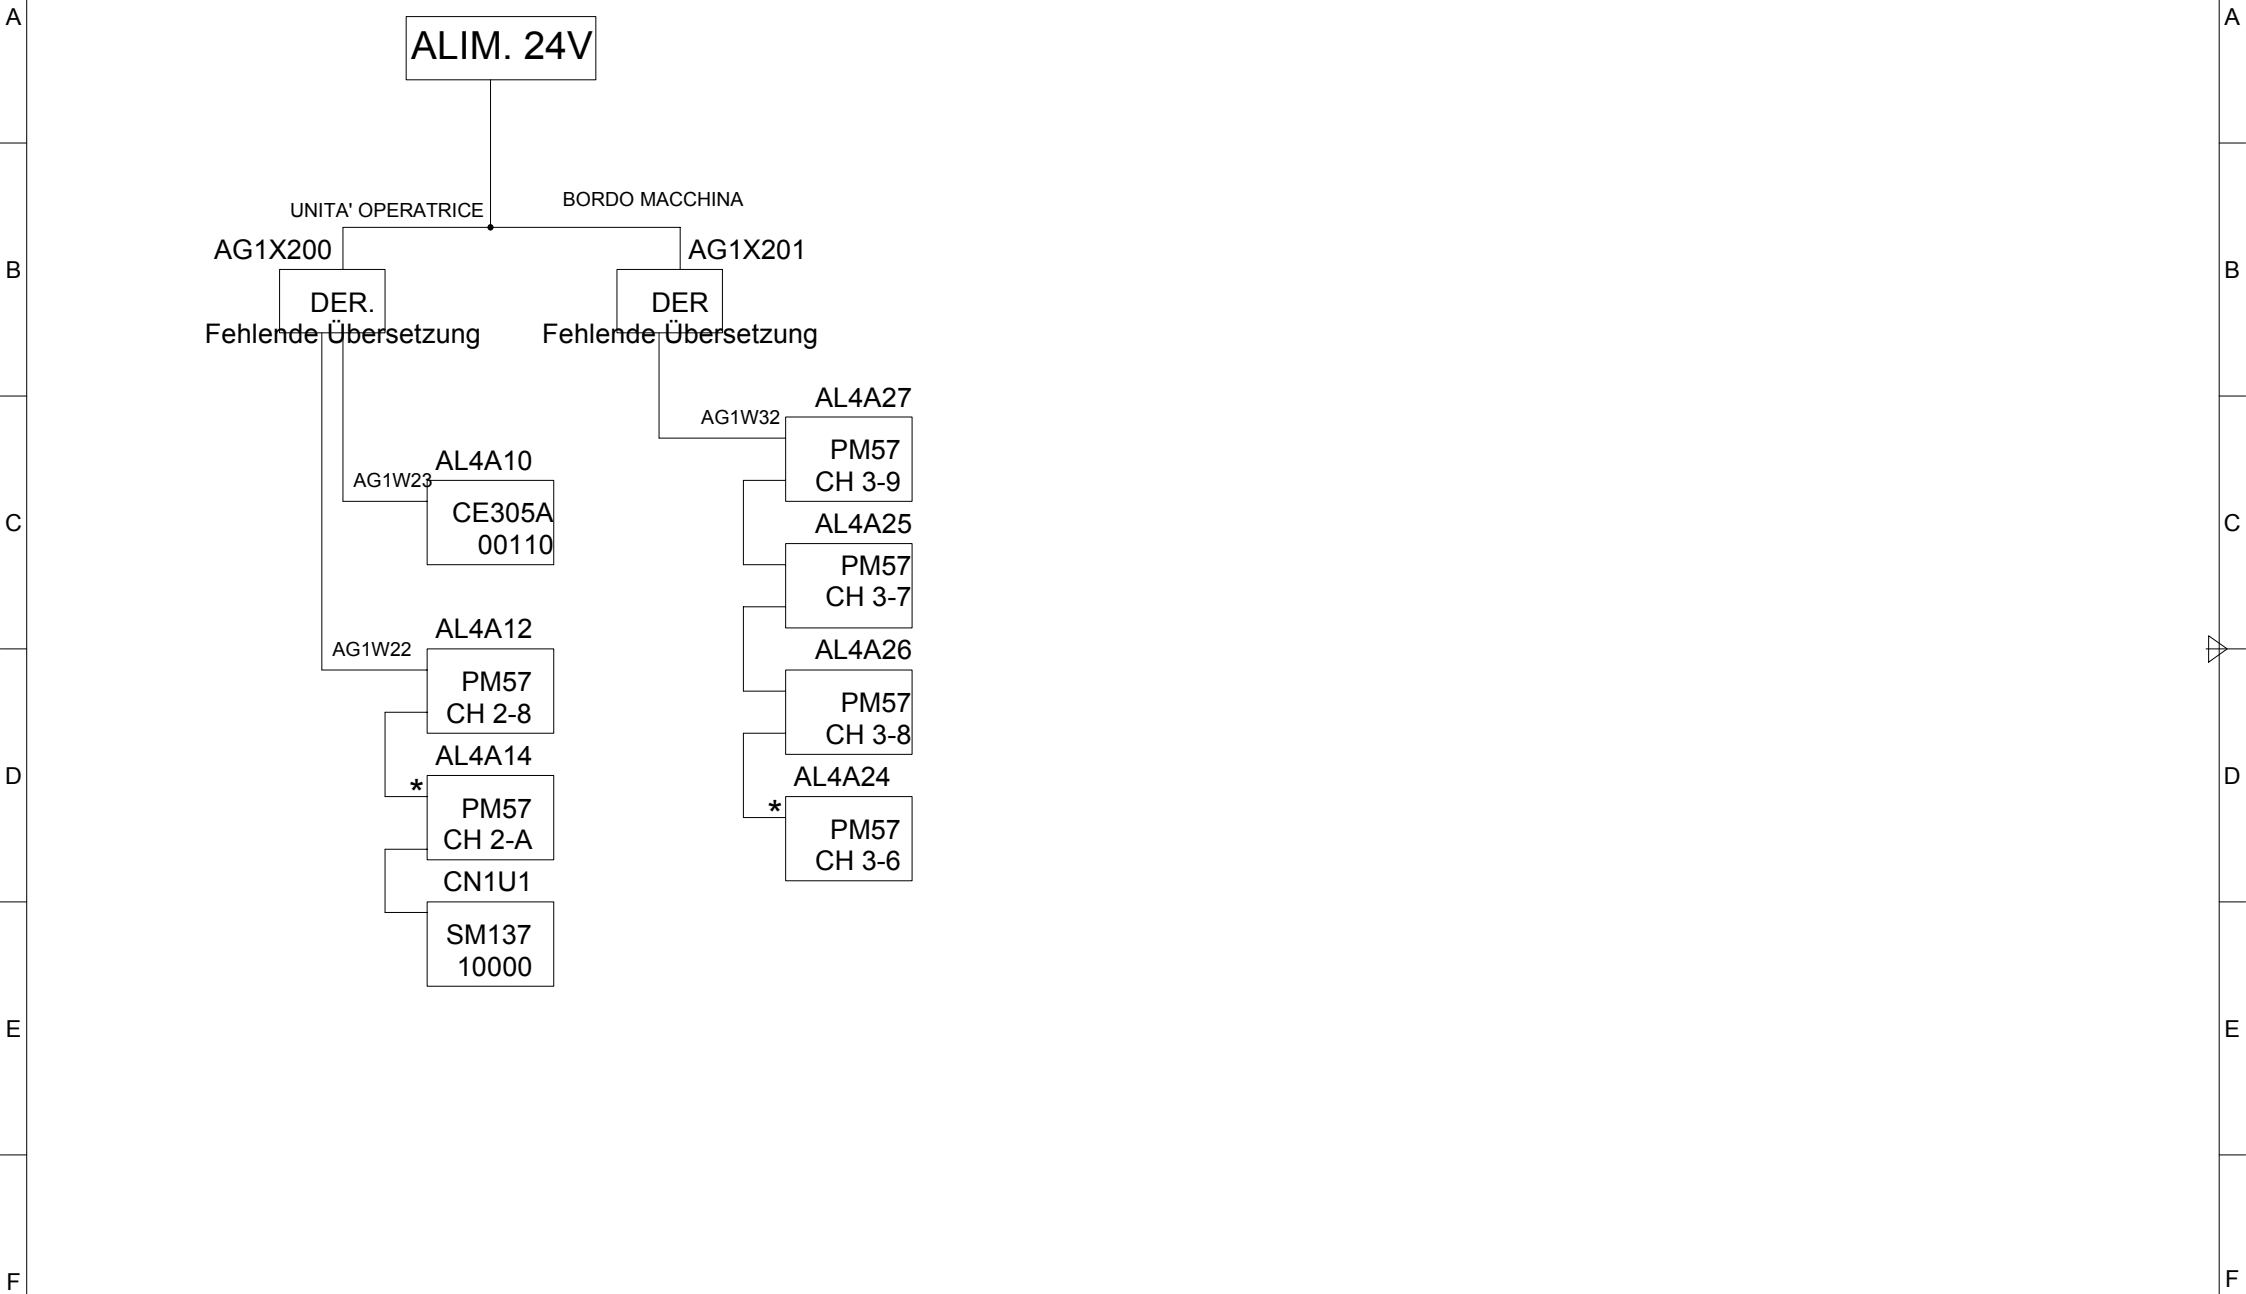 A
A
ALIM. 24V
UNITA' OPERATRICE
BORDO MACCHINA
AG1X200
AG1X201
B
B
DER.
Fehlende Übersetzung
DER
Fehlende Übersetzung
AL4A27
AG1W32
PM57
CH 3-9
AL4A10
AG1W23
CE305A
00110
C
C
AL4A25
PM57
CH 3-7
AL4A12
AG1W22
PM57
CH 2-8
AL4A26
PM57
CH 3-8
AL4A14
*
PM57
CH 2-A
D
D
AL4A24
*
PM57
CH 3-6
CN1U1
SM137
10000
E
E
F
F